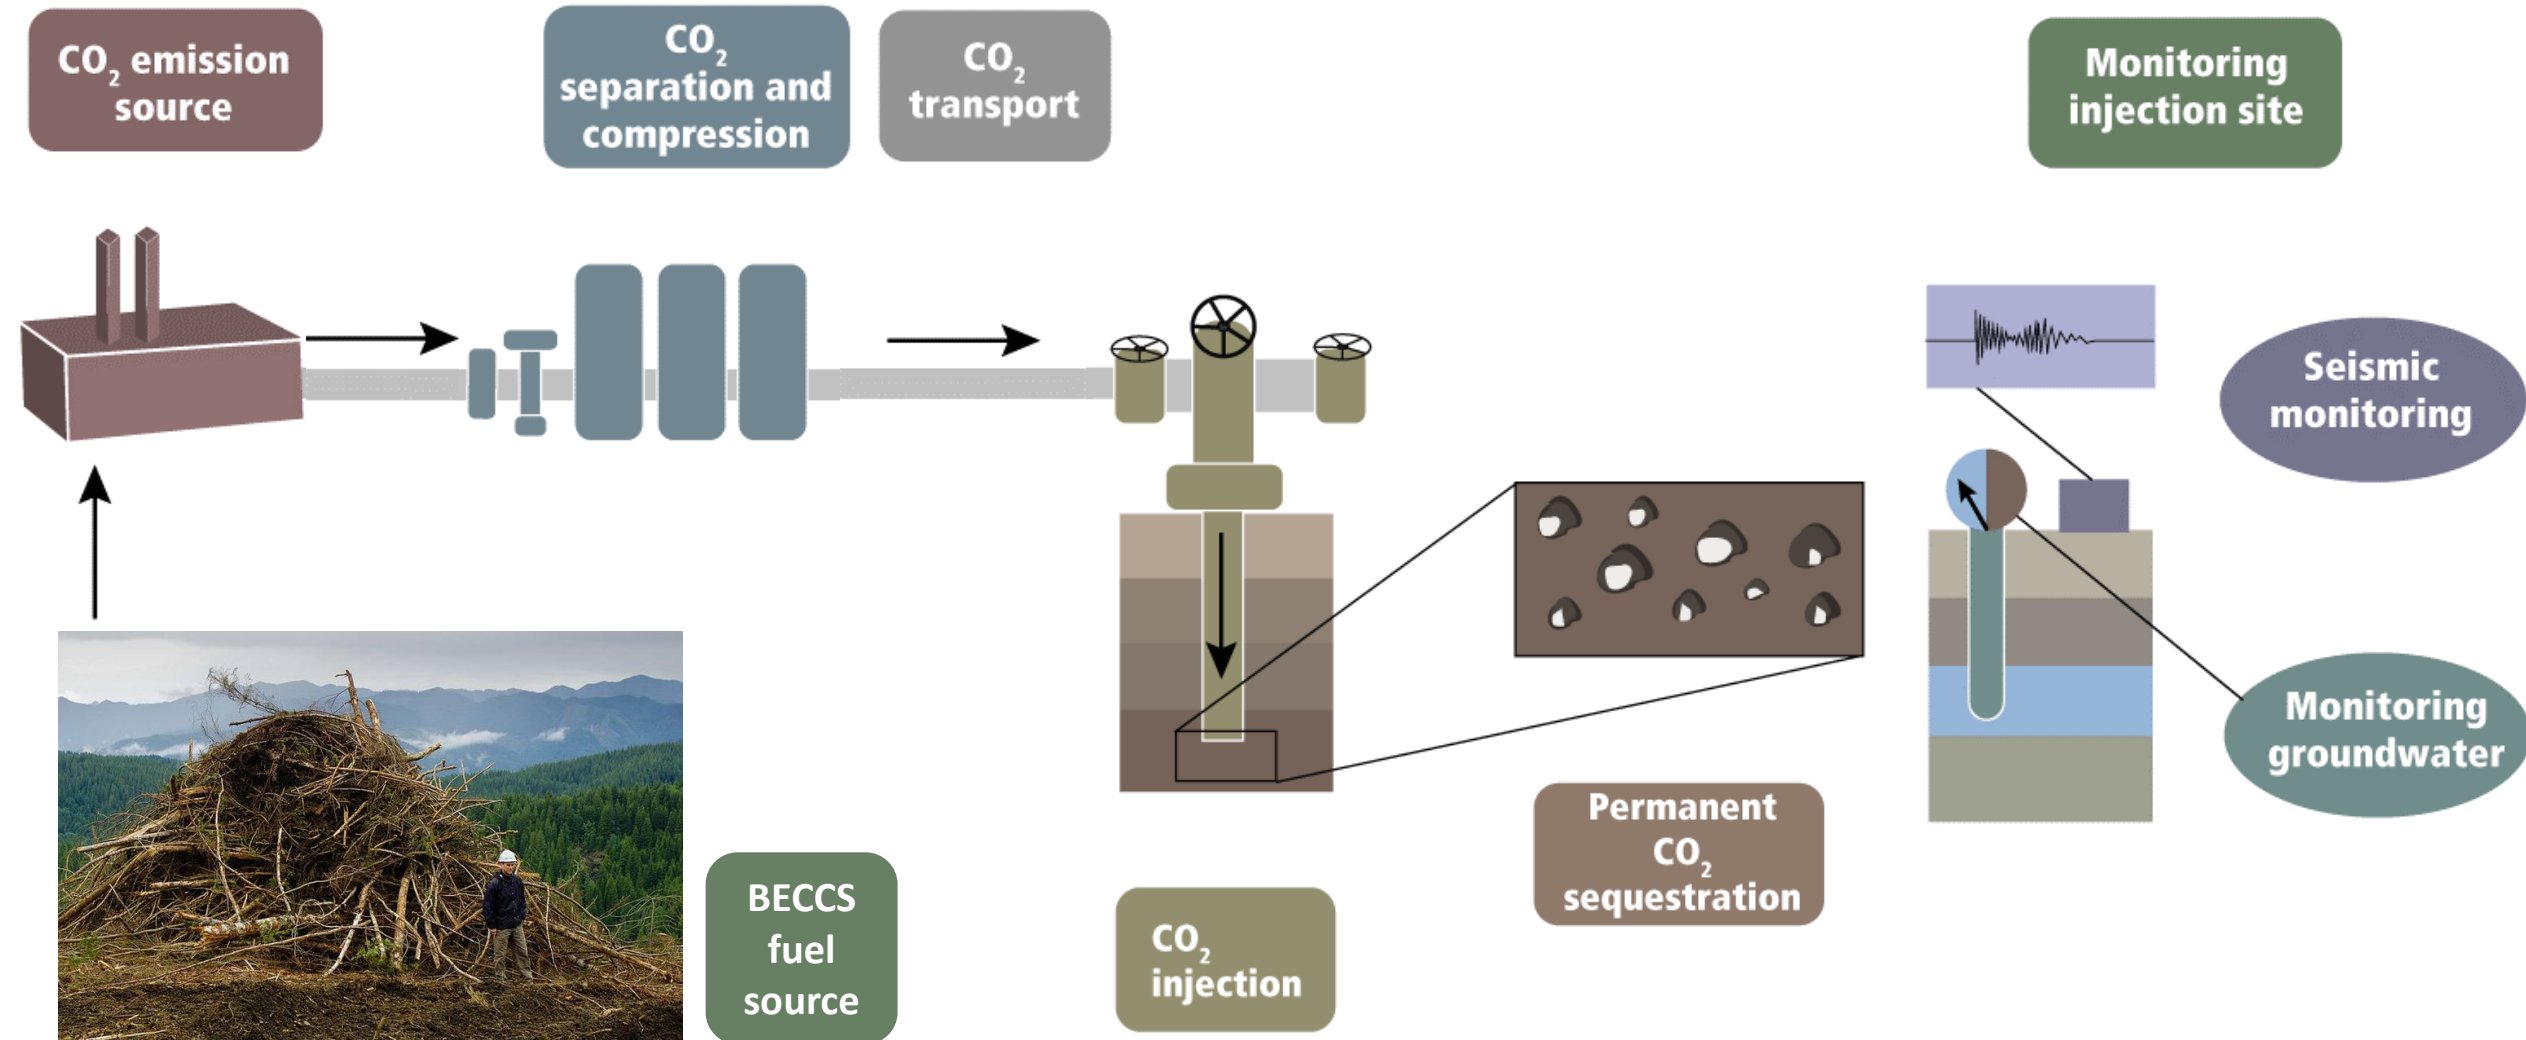 CO₂ emission
source
CO₂
separation and
compression
CO₂
transport
Monitoring
injection site
Seismic
monitoring
Monitoring
groundwater
Permanent
CO₂
sequestration
BECCS
fuel
source
CO₂
injection